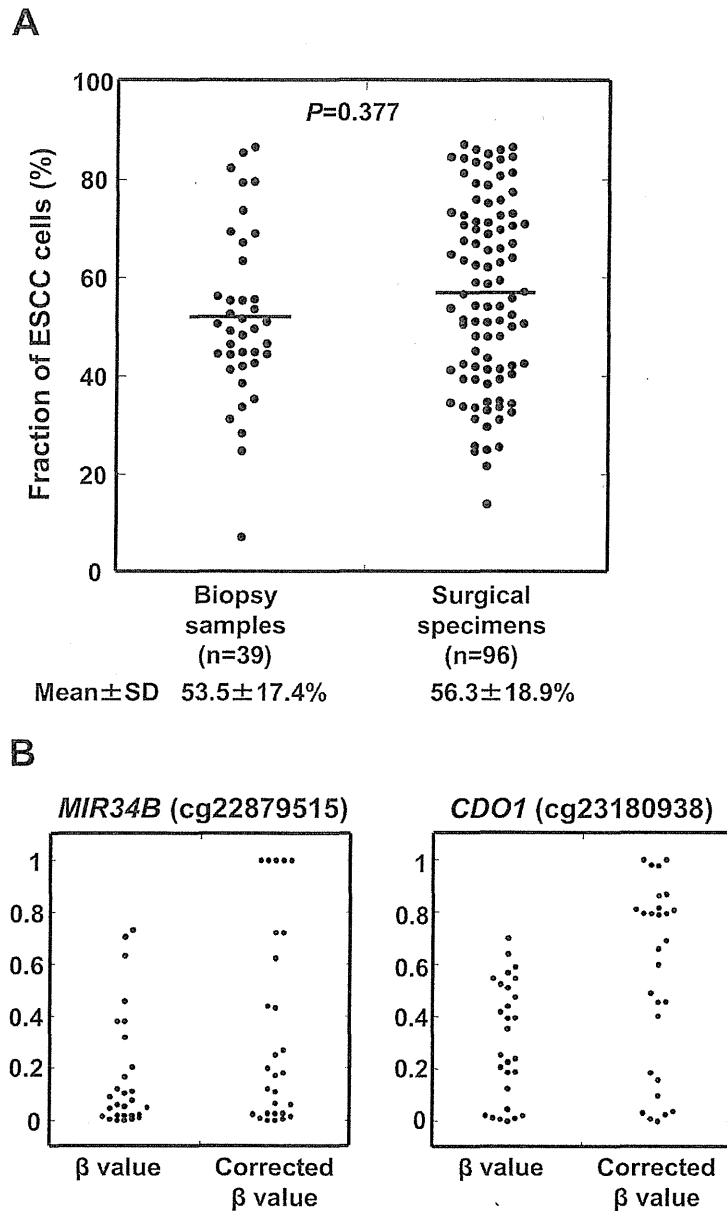 A
P=0.377
Fraction of ESCC cells (%)
100
80
60
40
20
0
Biopsy
samples
(n=39)
Surgical
specimens
(n=96)
Mean±SD 53.5±17.4% 56.3±18.9%
B
MIR34B (cg22879515)
1
0.8
0.6
0.4
0.2
0
β value
Corrected
β value
CDO1 (cg23180938)
1
0.8
0.6
0.4
0.2
0
β value
Corrected
β value